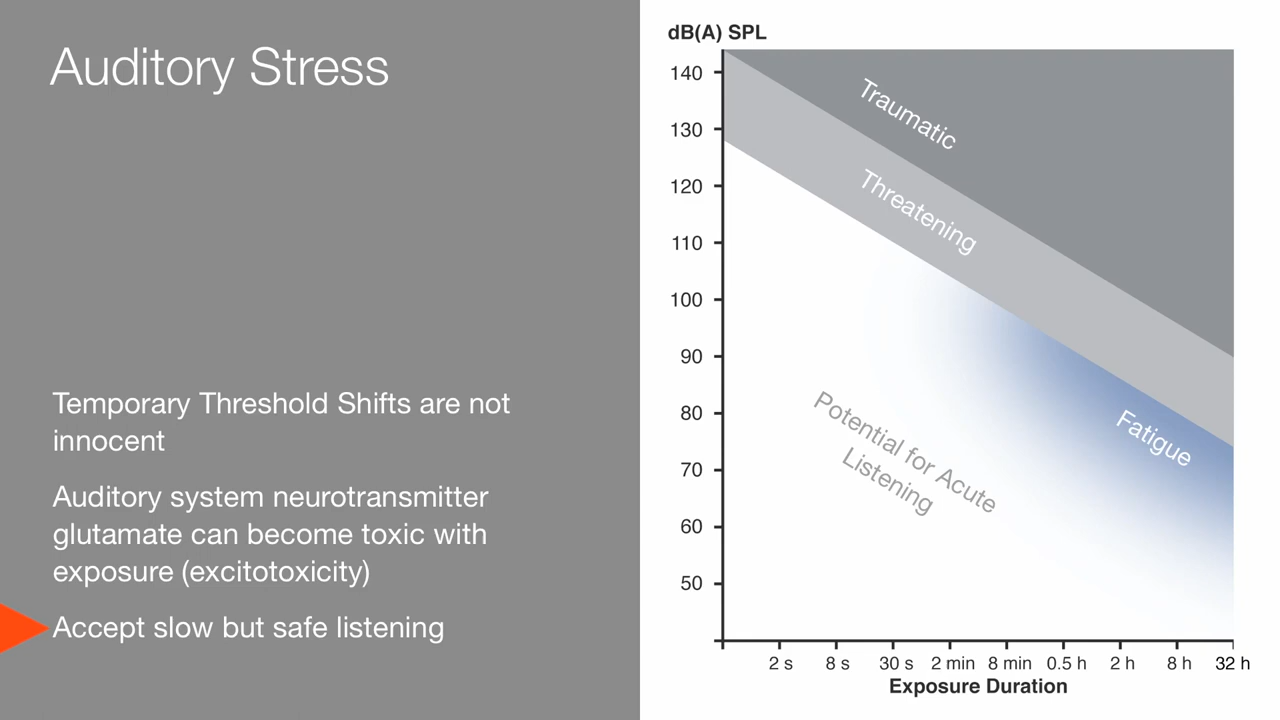 Auditory Stress
Temporary Threshold Shifts are not
innocent
Auditory system neurotransmitter
glutamate can become toxic with
exposure (excitotoxicity)
Accept slow but safe listening
dB(A) SPL
140
130
120
110
100
90
80
70
60
50
Traumatic
Threatening
Fatigue
Potential for Acute
Listening
2 s 8 s 30 s 2 min 8 min 0.5 h 2 h 8 h 32 h
Exposure Duration